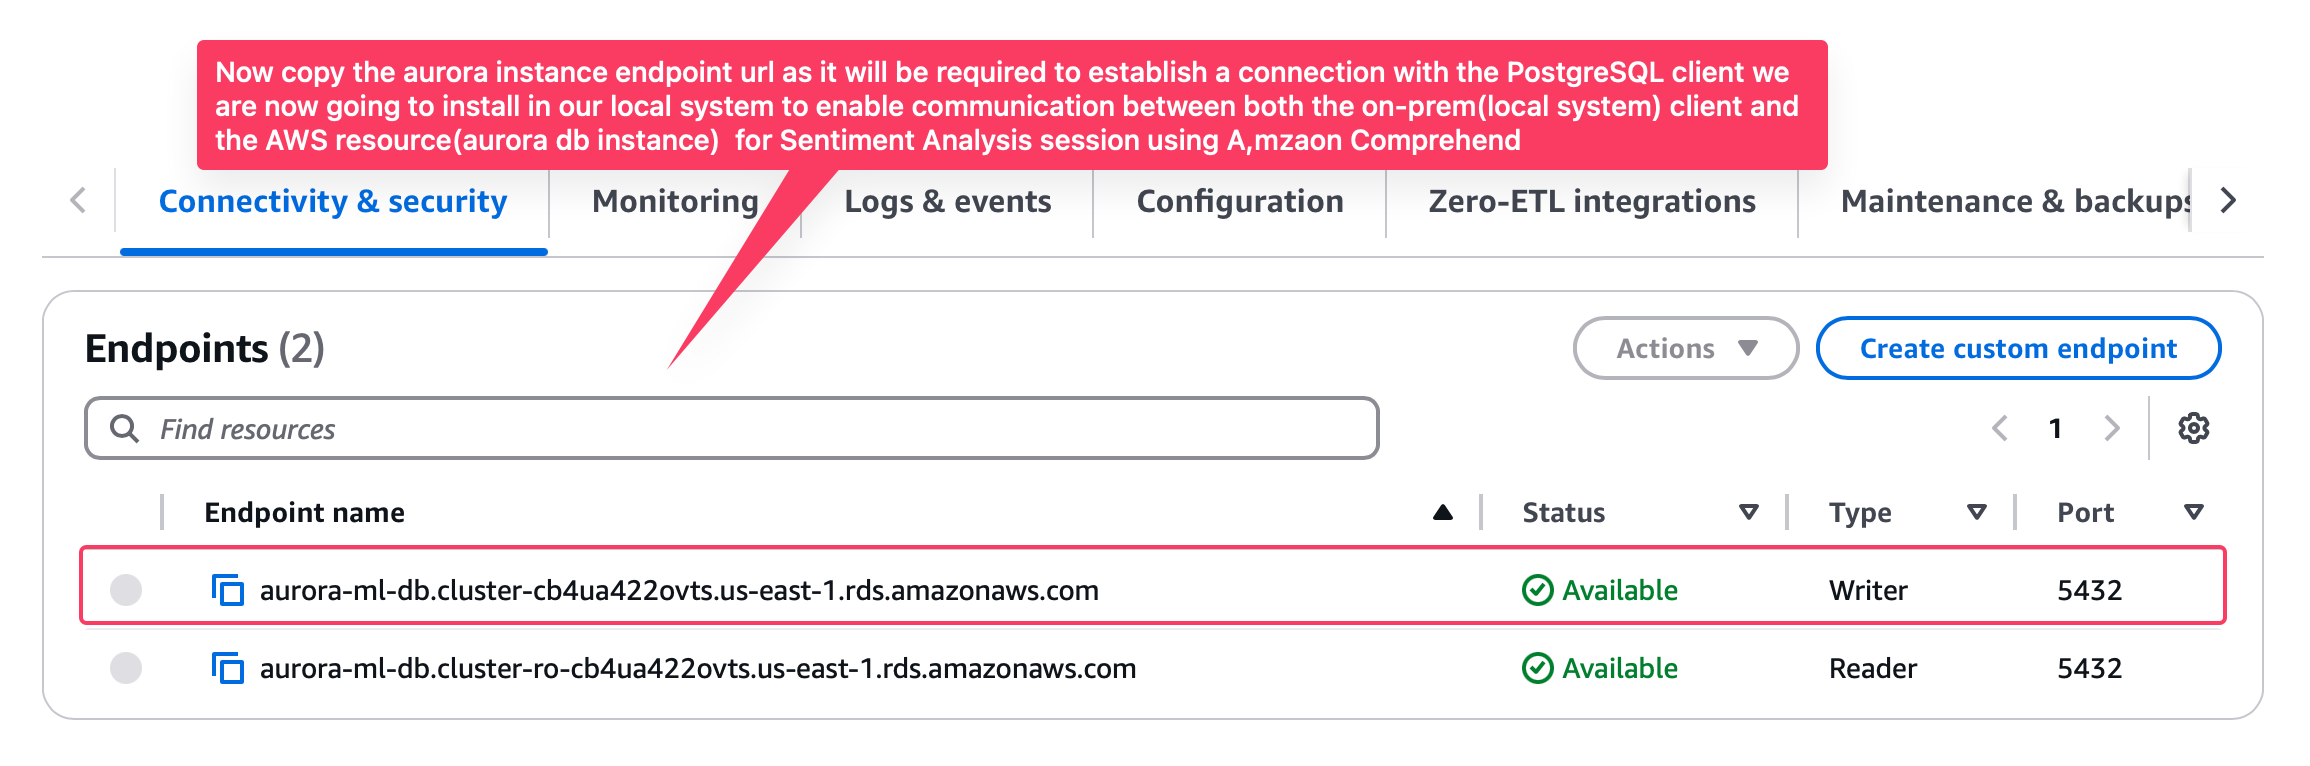 Now copy the aurora instance endpoint url as it will be required to establish a connection with the PostgreSQL client we
are now going to install in our local system to enable communication between both the on-prem(local system) client and
the AWS resource(aurora db instance)  for Sentiment Analysis session using A,mzaon Comprehend
Connectivity & security Monitoring Logs & events Configuration Zero-ETL integrations Maintenance & backups
Endpoints (2) Actions Create custom endpoint
Find resources 1
Endpoint name Status Type Port
aurora-ml-db.cluster-cb4ua422ovts.us-east-1.rds.amazonaws.com Available Writer 5432
aurora-ml-db.cluster-ro-cb4ua422ovts.us-east-1.rds.amazonaws.com Available Reader 5432